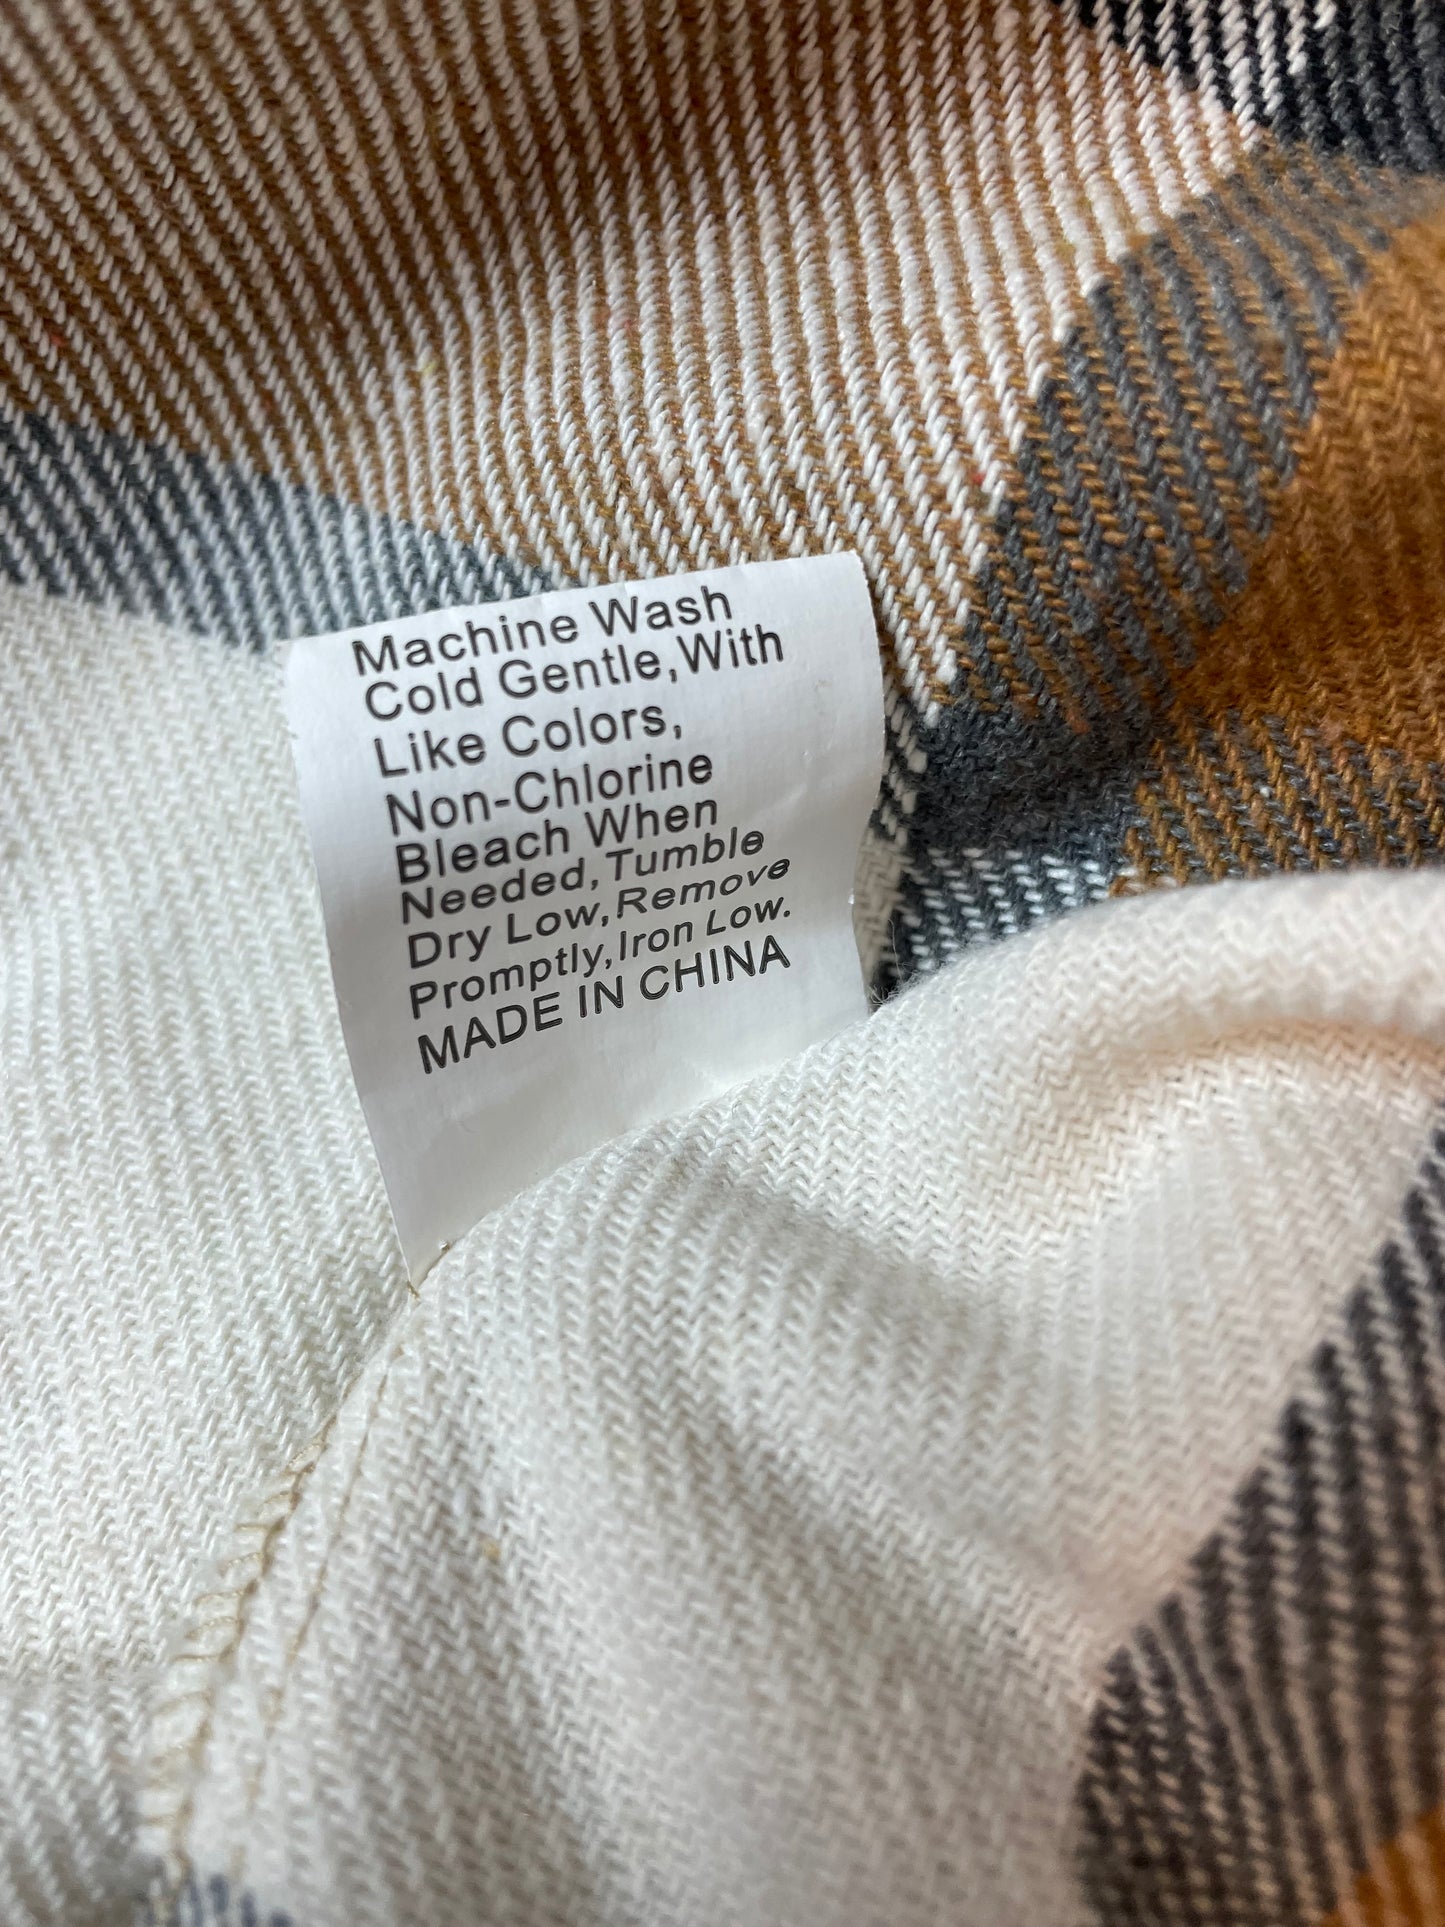 Machine Wash
Cold Gentle,With
Like Colors,
Non-Chlorine
Bleach When
Needed,Tumble
Dry Low,Remove
Promptly,Iron Low.
MADE IN CHINA